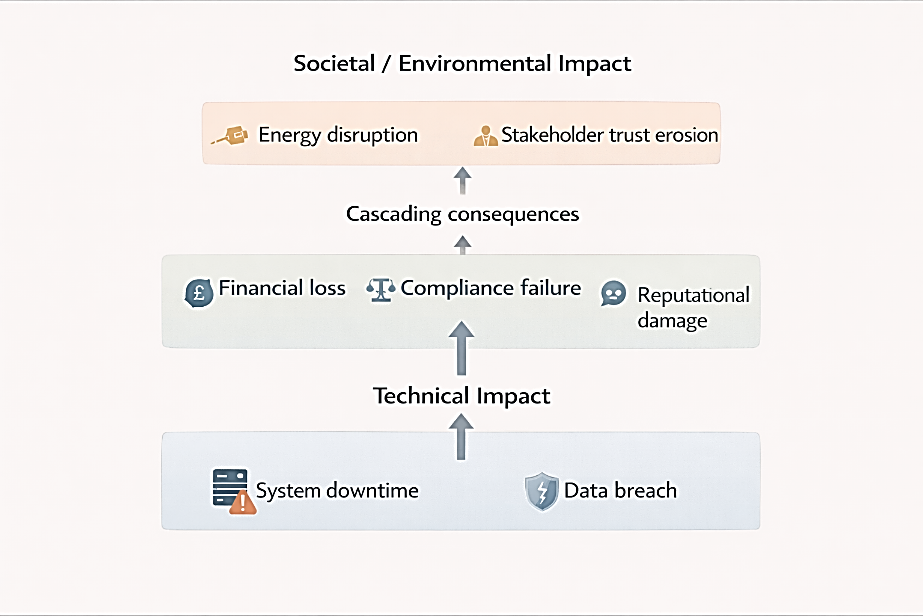 Societal / Environmental Impact
Energy disruption
Stakeholder trust erosion
Cascading consequences
£
Financial loss
Compliance failure
Reputational
damage
Technical Impact
System downtime
Data breach